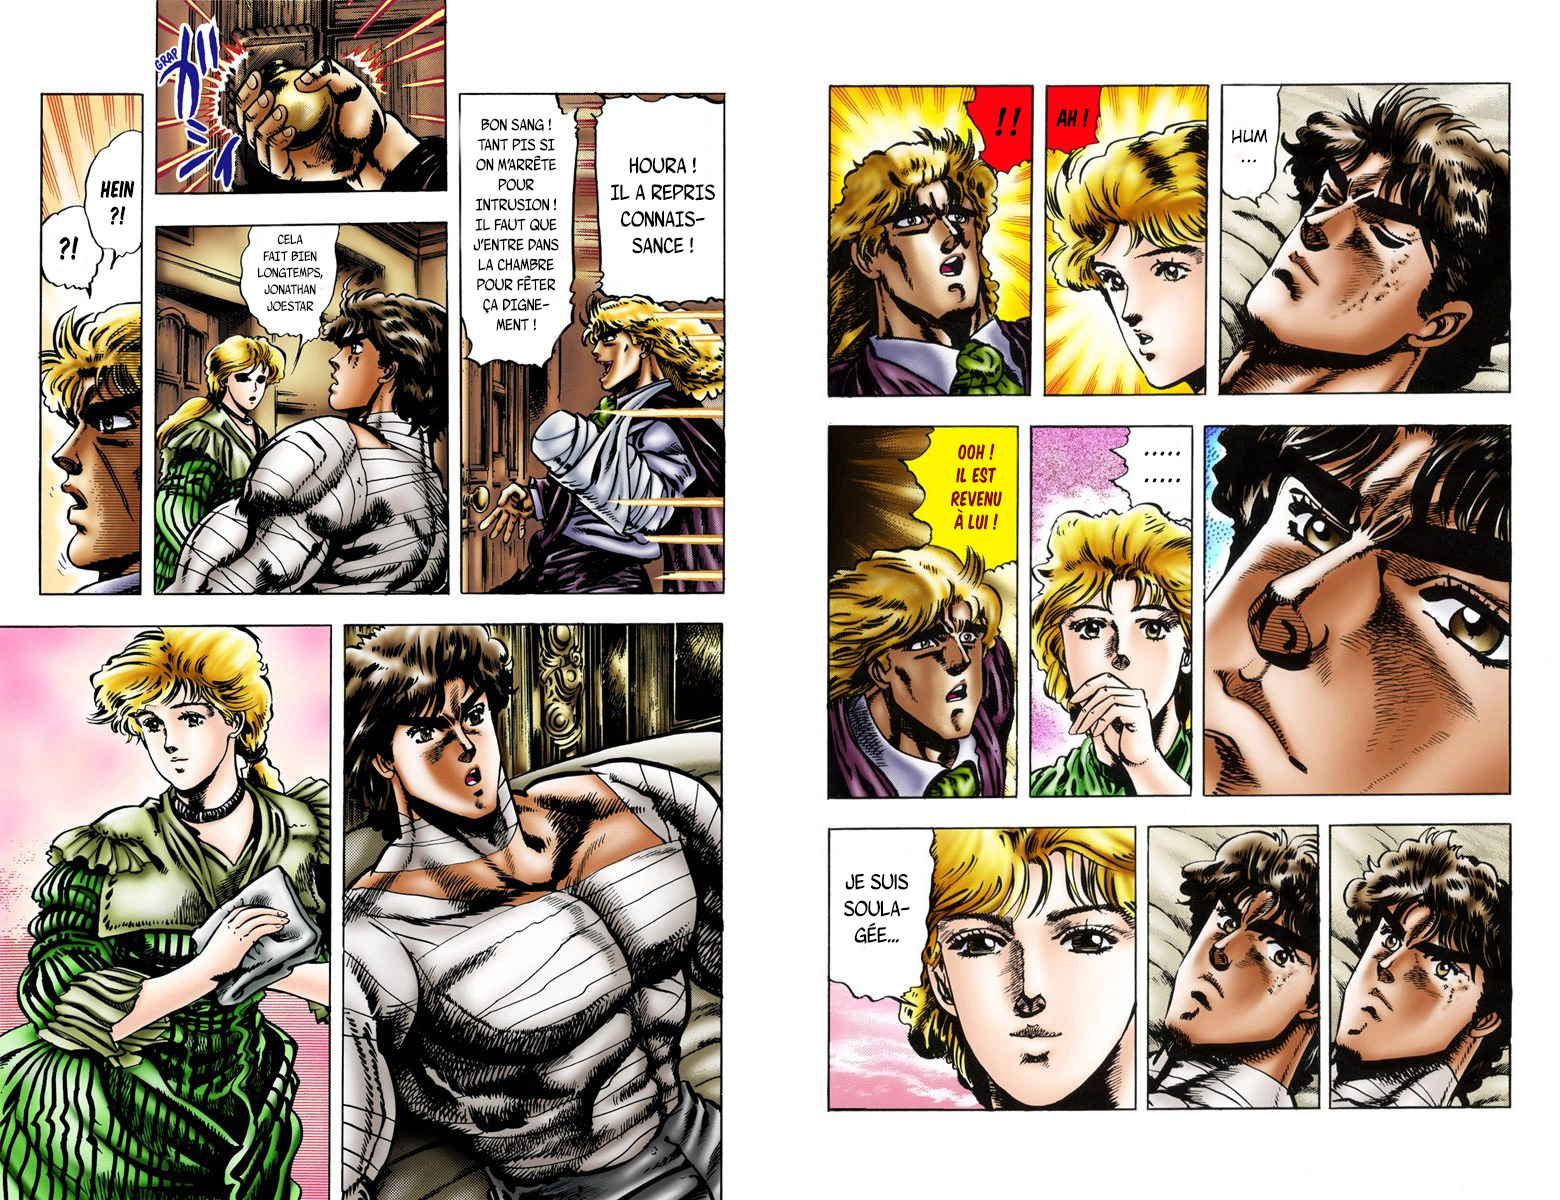 HUM
...
AH !
!!
.....
.....
OOH !
IL EST
REVENU
À LUI !
JE SUIS
SOULA-
GÉE...
HOURA !
IL A REPRIS
CONNAIS-
SANCE !
BON SANG !
TANT PIS SI
ON M'ARRÊTE
POUR
INTRUSION !
IL FAUT QUE
J'ENTRE DANS
LA CHAMBRE
POUR FÊTER
ÇA DIGNE-
MENT !
GRAP
CELA
FAIT BIEN
LONGTEMPS,
JONATHAN
JOESTAR
HEIN
?!
?!